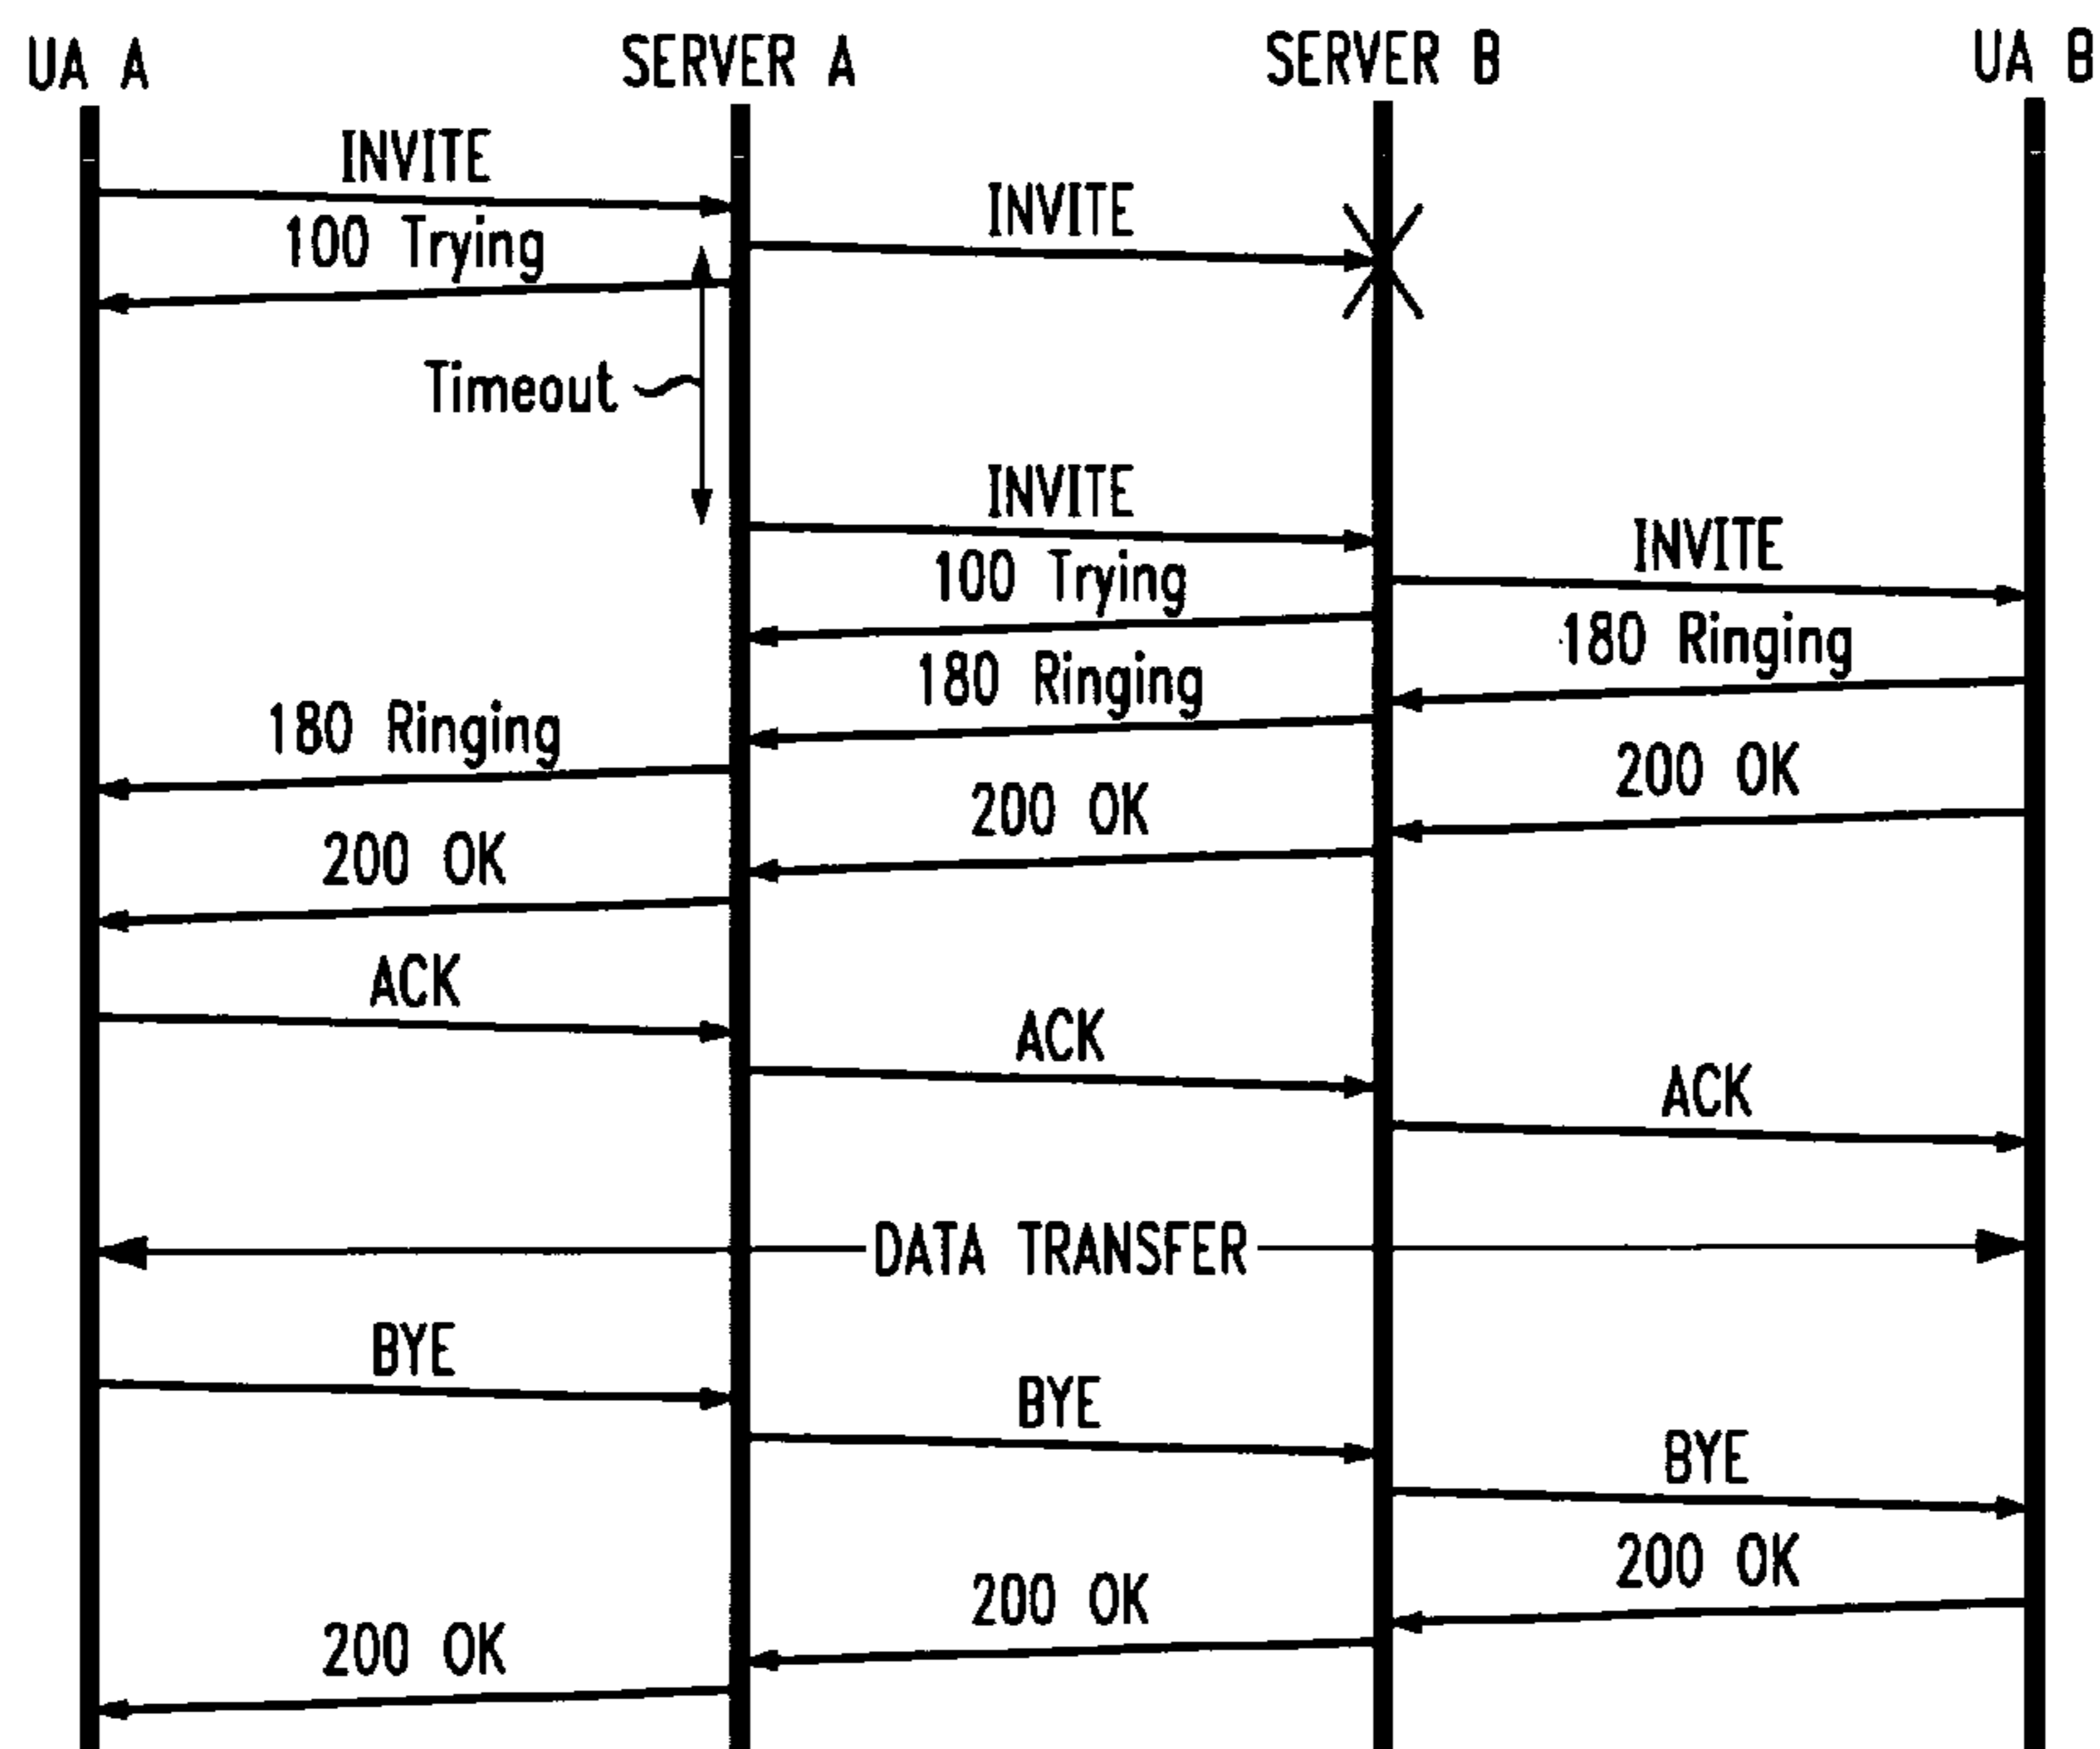 UA A SERVER A SERVER B UA B
INVITE
INVITE
100 Trying
Timeout
INVITE
INVITE
100 Trying
180 Ringing
180 Ringing
180 Ringing
200 OK
200 OK
200 OK
ACK
ACK
ACK
DATA TRANSFER
BYE
BYE
BYE
200 OK
200 OK
200 OK